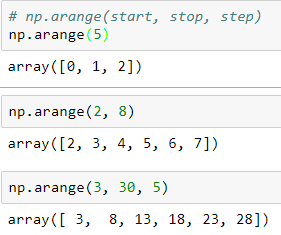 # np.arange(start, stop, step)
np.arange(5)
array([0, 1, 2])
np.arange(2, 8)
array([2, 3, 4, 5, 6, 7])
np.arange(3, 30, 5)
array([ 3,  8, 13, 18, 23, 28])